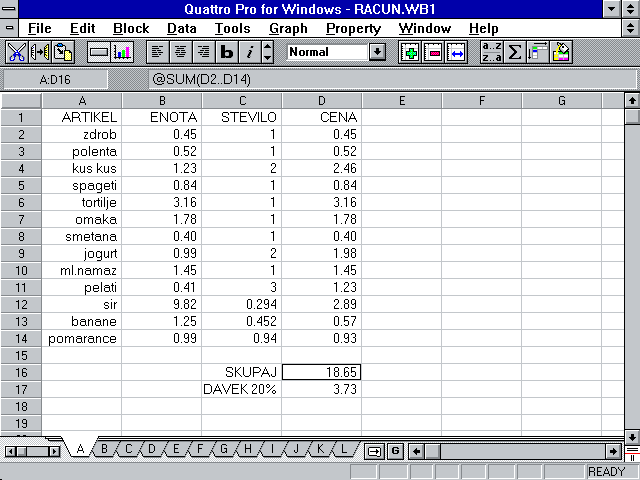 Quattro Pro for Windows - RACUN.WB1
File Edit Block Data Tools Graph Property Window Help
b i Normal a..z z..a Σ
A:D16 @SUM(D2..D14)
A B C D E F G
1 ARTIKEL ENOTA STEVILO CENA
2 zdrob 0.45 1 0.45
3 polenta 0.52 1 0.52
4 kus kus 1.23 2 2.46
5 spageti 0.84 1 0.84
6 tortilje 3.16 1 3.16
7 omaka 1.78 1 1.78
8 smetana 0.40 1 0.40
9 jogurt 0.99 2 1.98
10 ml.namaz 1.45 1 1.45
11 pelati 0.41 3 1.23
12 sir 9.82 0.294 2.89
13 banane 1.25 0.452 0.57
14 pomarance 0.99 0.94 0.93
15
16 SKUPAJ 18.65
17 DAVEK 20% 3.73
18
19
A B C D E F G H I J K L G
READY